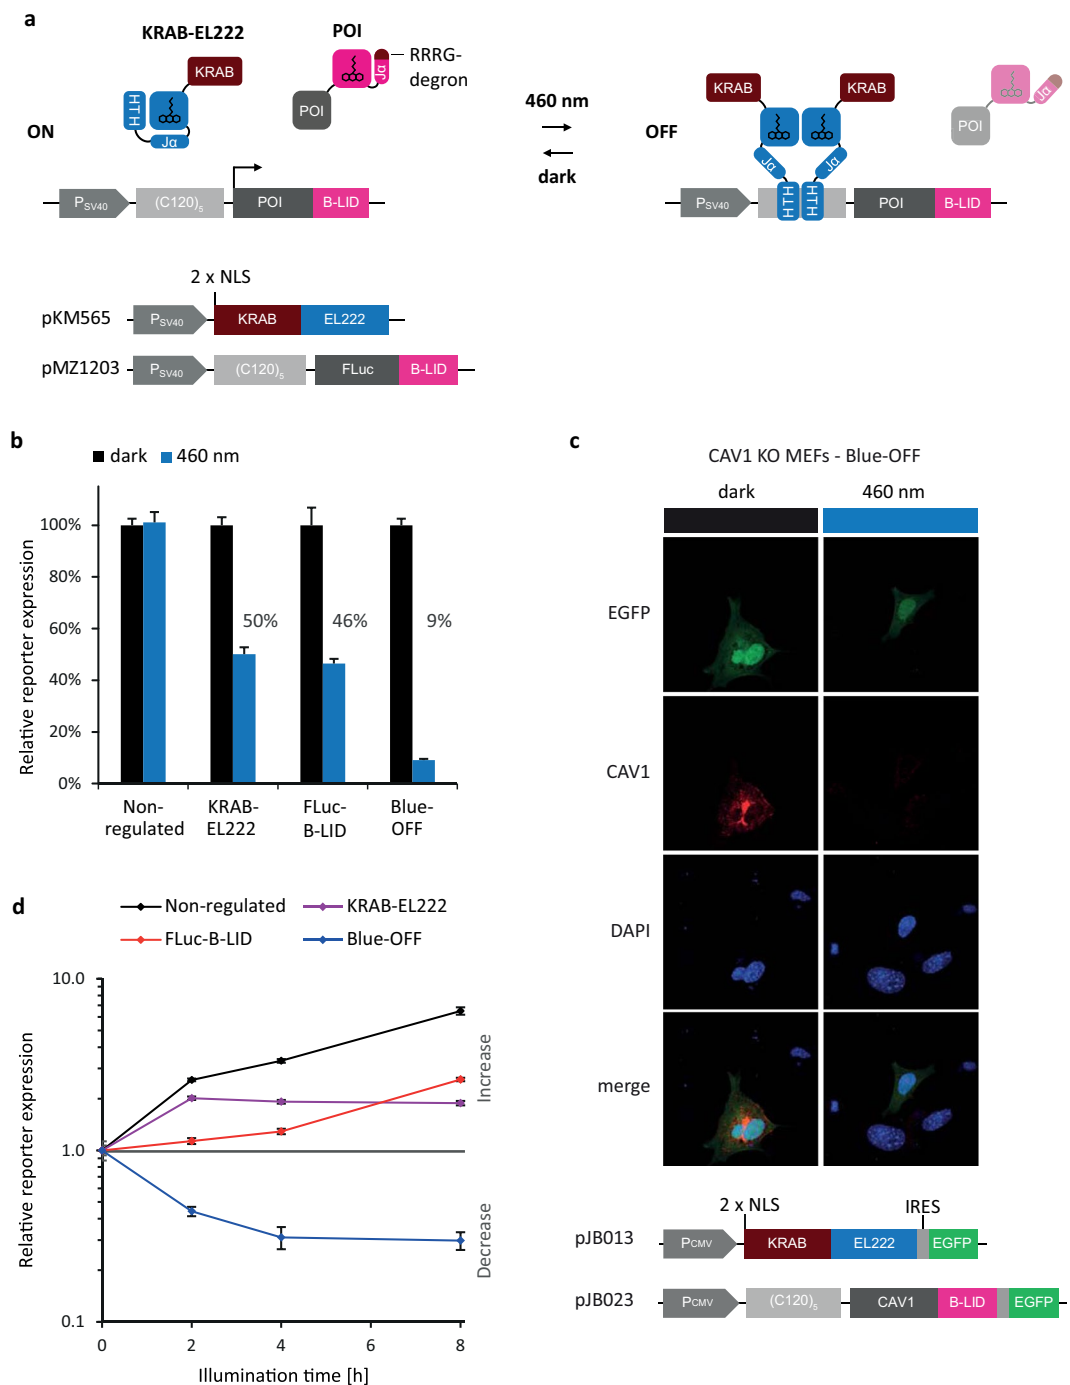 a
KRAB-EL222
POI
KRAB
HTH
Jα
POI
Jα
RRRG-
degron
ON
460 nm
dark
OFF
KRAB
KRAB
Jα
Jα
HTH
HTH
POI
Jα
PSV40
(C120)5
POI
B-LID
PSV40
POI
B-LID
2 x NLS
pKM565
PSV40
KRAB
EL222
pMZ1203
PSV40
(C120)5
FLuc
B-LID
b
dark
460 nm
Relative reporter expression
100%
80%
60%
40%
20%
0%
50%
46%
9%
Non-
regulated
KRAB-
EL222
FLuc-
B-LID
Blue-
OFF
c
CAV1 KO MEFs - Blue-OFF
dark
460 nm
EGFP
CAV1
DAPI
merge
2 x NLS
IRES
pJB013
PCMV
KRAB
EL222
EGFP
pJB023
PCMV
(C120)5
CAV1
B-LID
EGFP
d
Non-regulated
KRAB-EL222
FLuc-B-LID
Blue-OFF
Relative reporter expression
10.0
1.0
0.1
Increase
Decrease
0
2
4
6
8
Illumination time [h]